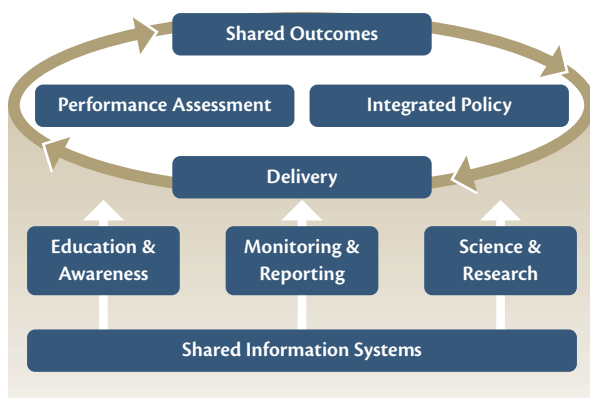 Shared Outcomes
Performance Assessment
Integrated Policy
Delivery
Education &
Awareness
Monitoring &
Reporting
Science &
Research
Shared Information Systems